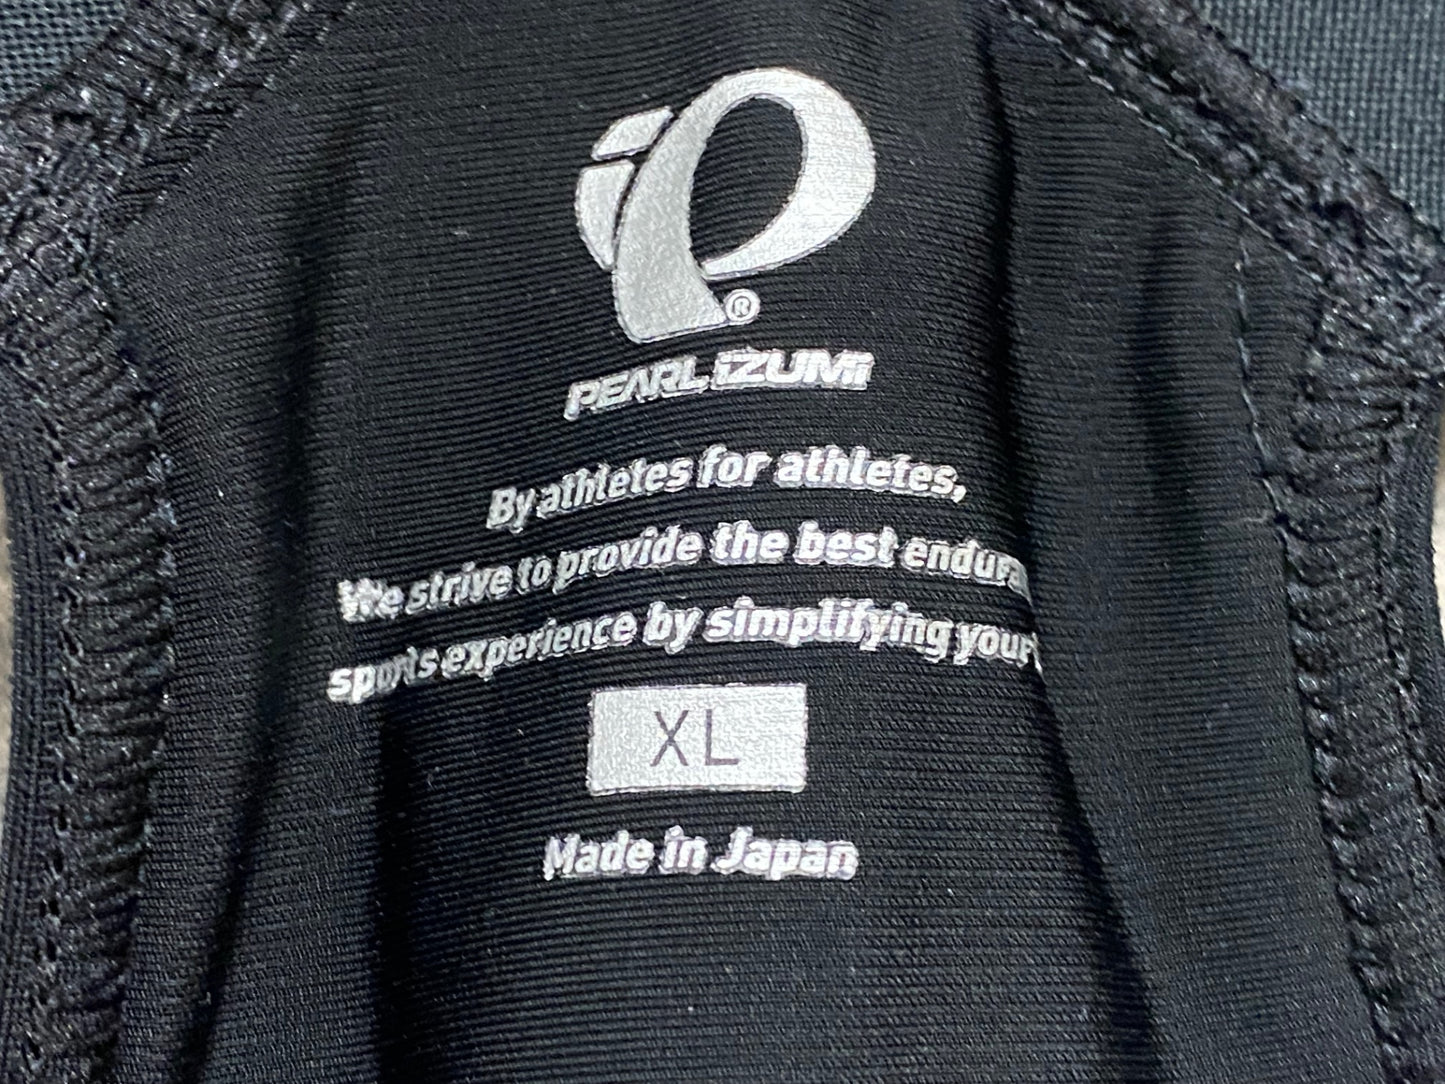 ®
PEARL iZUMi
By athletes for athletes,
We strive to provide the best
sports experience by simplifying your
XL
Made in Japan